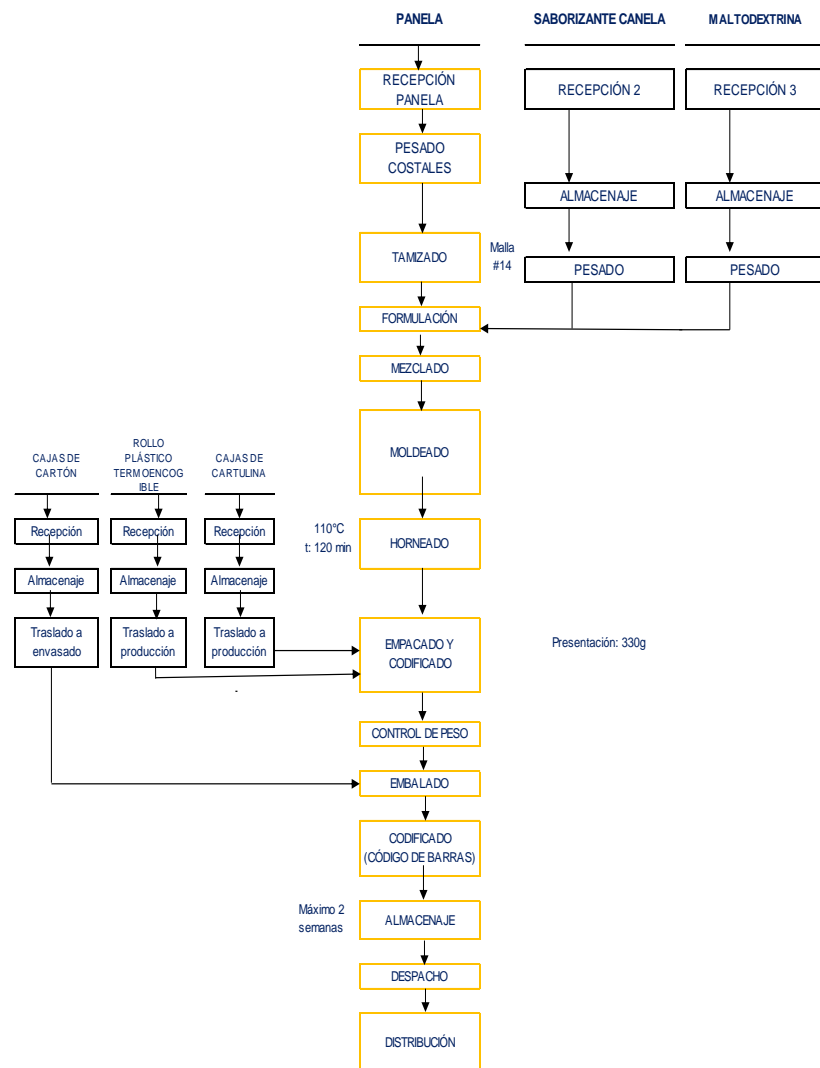 PANELA
SABORIZANTE CANELA
MALTODEXTRINA
RECEPCIÓN
PANELA
RECEPCIÓN 2
RECEPCIÓN 3
PESADO
COSTALES
ALMACENAJE
ALMACENAJE
TAMIZADO
Malla
#14
PESADO
PESADO
FORMULACIÓN
MEZCLADO
MOLDEADO
CAJAS DE
CARTÓN
ROLLO
PLÁSTICO
TERMOENCOG
IBLE
CAJAS DE
CARTULINA
Recepción
Recepción
Recepción
110°C
t: 120 min
HORNEADO
Almacenaje
Almacenaje
Almacenaje
Traslado a
envasado
Traslado a
producción
Traslado a
producción
EMPACADO Y
CODIFICADO
Presentación: 330g
CONTROL DE PESO
EMBALADO
CODIFICADO
(CÓDIGO DE BARRAS)
Máximo 2
semanas
ALMACENAJE
DESPACHO
DISTRIBUCIÓN